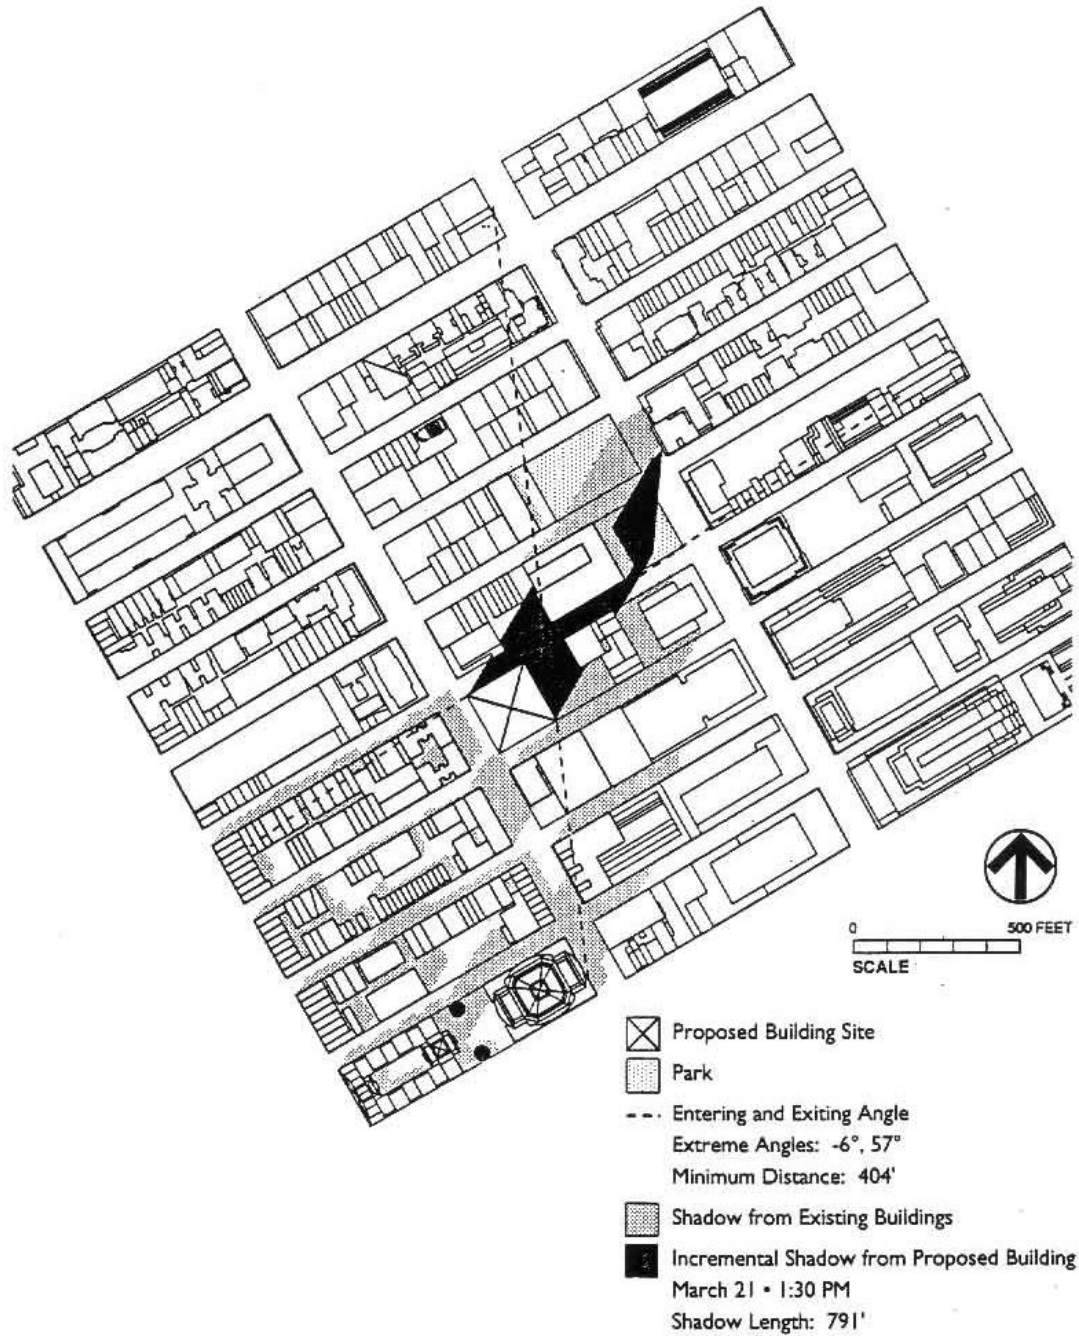 0 500 FEET
SCALE
Proposed Building Site
Park
Entering and Exiting Angle
Extreme Angles: -6°, 57°
Minimum Distance: 404'
Shadow from Existing Buildings
Incremental Shadow from Proposed Building
March 21 • 1:30 PM
Shadow Length: 791'